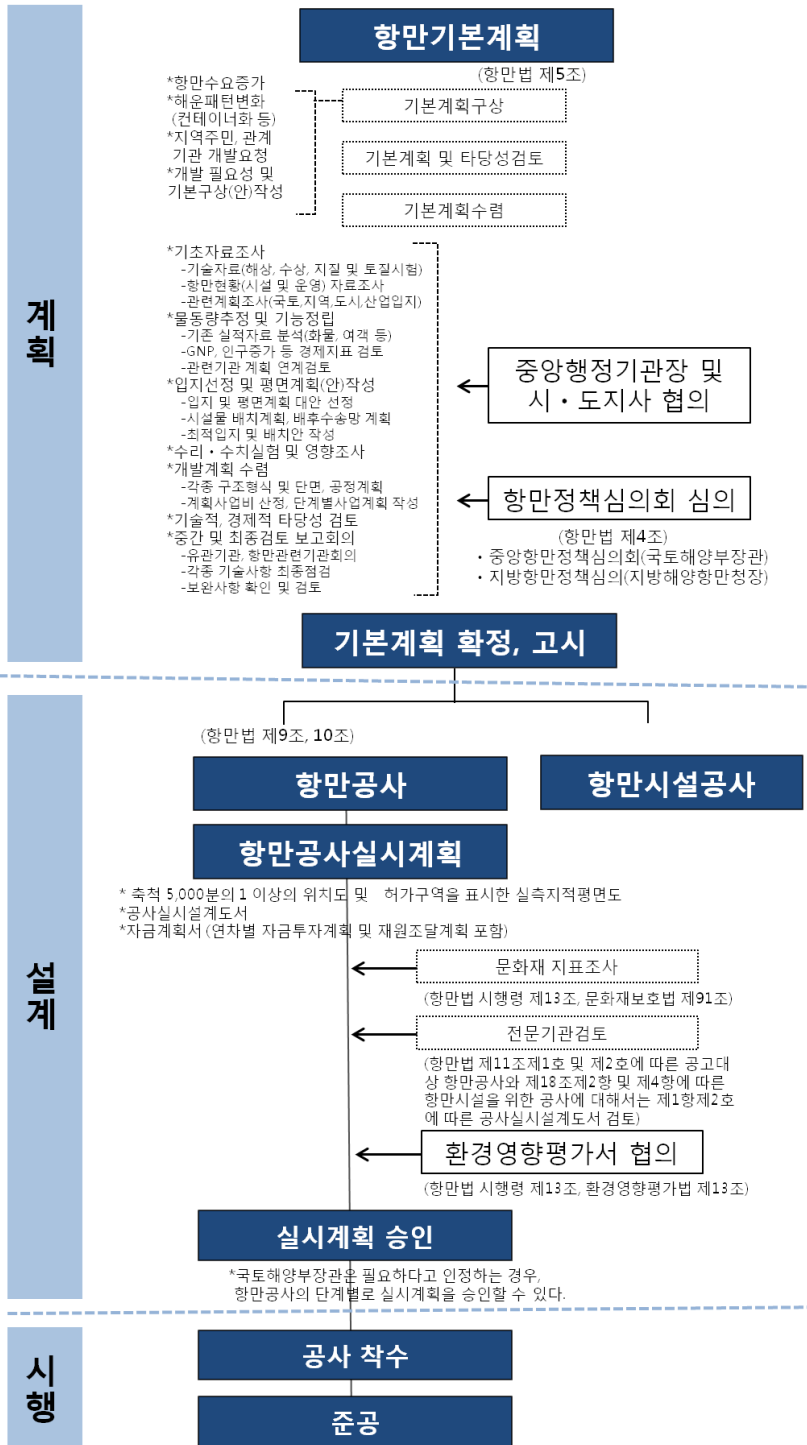 계획
항만기본계획
(항만법 제5조)
*항만수요증가
*해운패턴변화
(컨테이너화 등)
*지역주민, 관계
기관 개발요청
*개발 필요성 및
기본구상(안)작성
기본계획구상
기본계획 및 타당성검토
기본계획수렴
*기초자료조사
-기술자료(해상, 수상, 지질 및 토질시험)
-항만현황(시설 및 운영) 자료조사
-관련계획조사(국토,지역,도시,산업입지)
*물동량추정 및 기능정립
-기존 실적자료 분석(화물, 여객 등)
-GNP, 인구증가 등 경제지표 검토
-관련기관 계획 연계검토
*입지선정 및 평면계획(안)작성
-입지 및 평면계획 대안 선정
-시설물 배치계획, 배후수송망 계획
-최적입지 및 배치안 작성
*수리·수치실험 및 영향조사
*개발계획 수렴
-각종 구조형식 및 단면, 공정계획
-계획사업비 산정, 단계별사업계획 작성
*기술적, 경제적 타당성 검토
*중간 및 최종검토 보고회의
-유관기관, 항만관련기관회의
-각종 기술사항 최종점검
-보완사항 확인 및 검토
중앙행정기관장 및
시·도지사 협의
항만정책심의회 심의
(항만법 제4조)
·중앙항만정책심의회(국토해양부장관)
·지방항만정책심의(지방해양항만청장)
기본계획 확정, 고시
설계
(항만법 제9조, 10조)
항만공사
항만시설공사
항만공사실시계획
* 축척 5,000분의 1 이상의 위치도 및 허가구역을 표시한 실측지적평면도
*공사실시설계도서
*자금계획서 (연차별 자금투자계획 및 재원조달계획 포함)
문화재 지표조사
(항만법 시행령 제13조, 문화재보호법 제91조)
전문기관검토
(항만법 제11조제1호 및 제2호에 따른 공고대
상 항만공사와 제18조제2항 및 제4항에 따른
항만시설을 위한 공사에 대해서는 제1항제2호
에 따른 공사실시설계도서 검토)
환경영향평가서 협의
(항만법 시행령 제13조, 환경영향평가법 제13조)
실시계획 승인
*국토해양부장관은 필요하다고 인정하는 경우,
항만공사의 단계별로 실시계획을 승인할 수 있다.
시행
공사 착수
준공